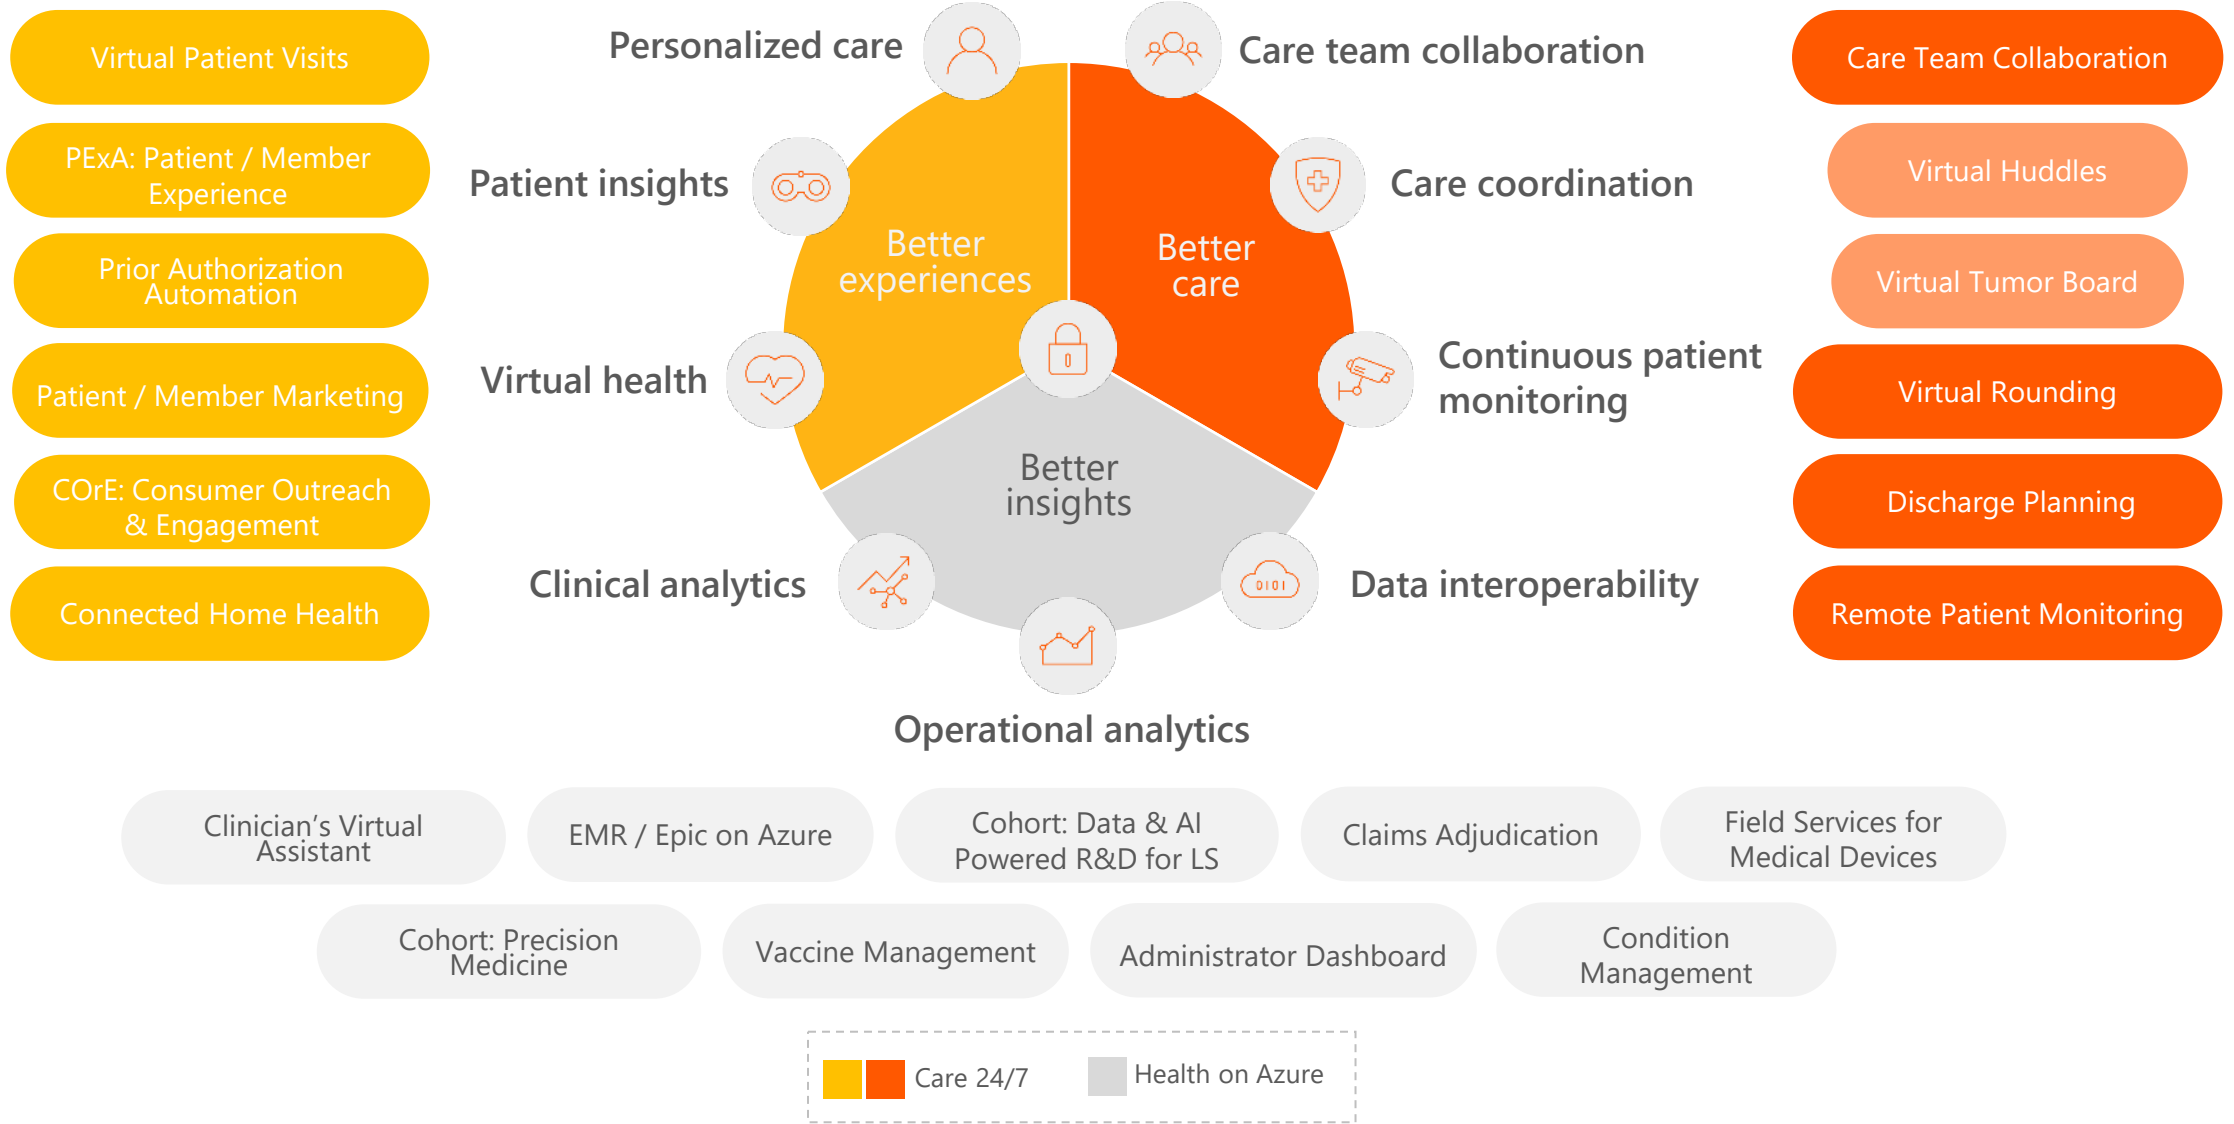 Virtual Patient Visits
PExA: Patient / Member
Experience
Prior Authorization
Automation
Patient / Member Marketing
COrE: Consumer Outreach
& Engagement
Connected Home Health
Personalized care
Patient insights
Virtual health
Clinical analytics
Better
experiences
Better
care
Better
insights
0101
Operational analytics
Care team collaboration
Care coordination
Continuous patient
monitoring
Data interoperability
Care Team Collaboration
Virtual Huddles
Virtual Tumor Board
Virtual Rounding
Discharge Planning
Remote Patient Monitoring
Clinician’s Virtual
Assistant
EMR / Epic on Azure
Cohort: Data & AI
Powered R&D for LS
Claims Adjudication
Field Services for
Medical Devices
Cohort: Precision
Medicine
Vaccine Management
Administrator Dashboard
Condition
Management
Care 24/7
Health on Azure